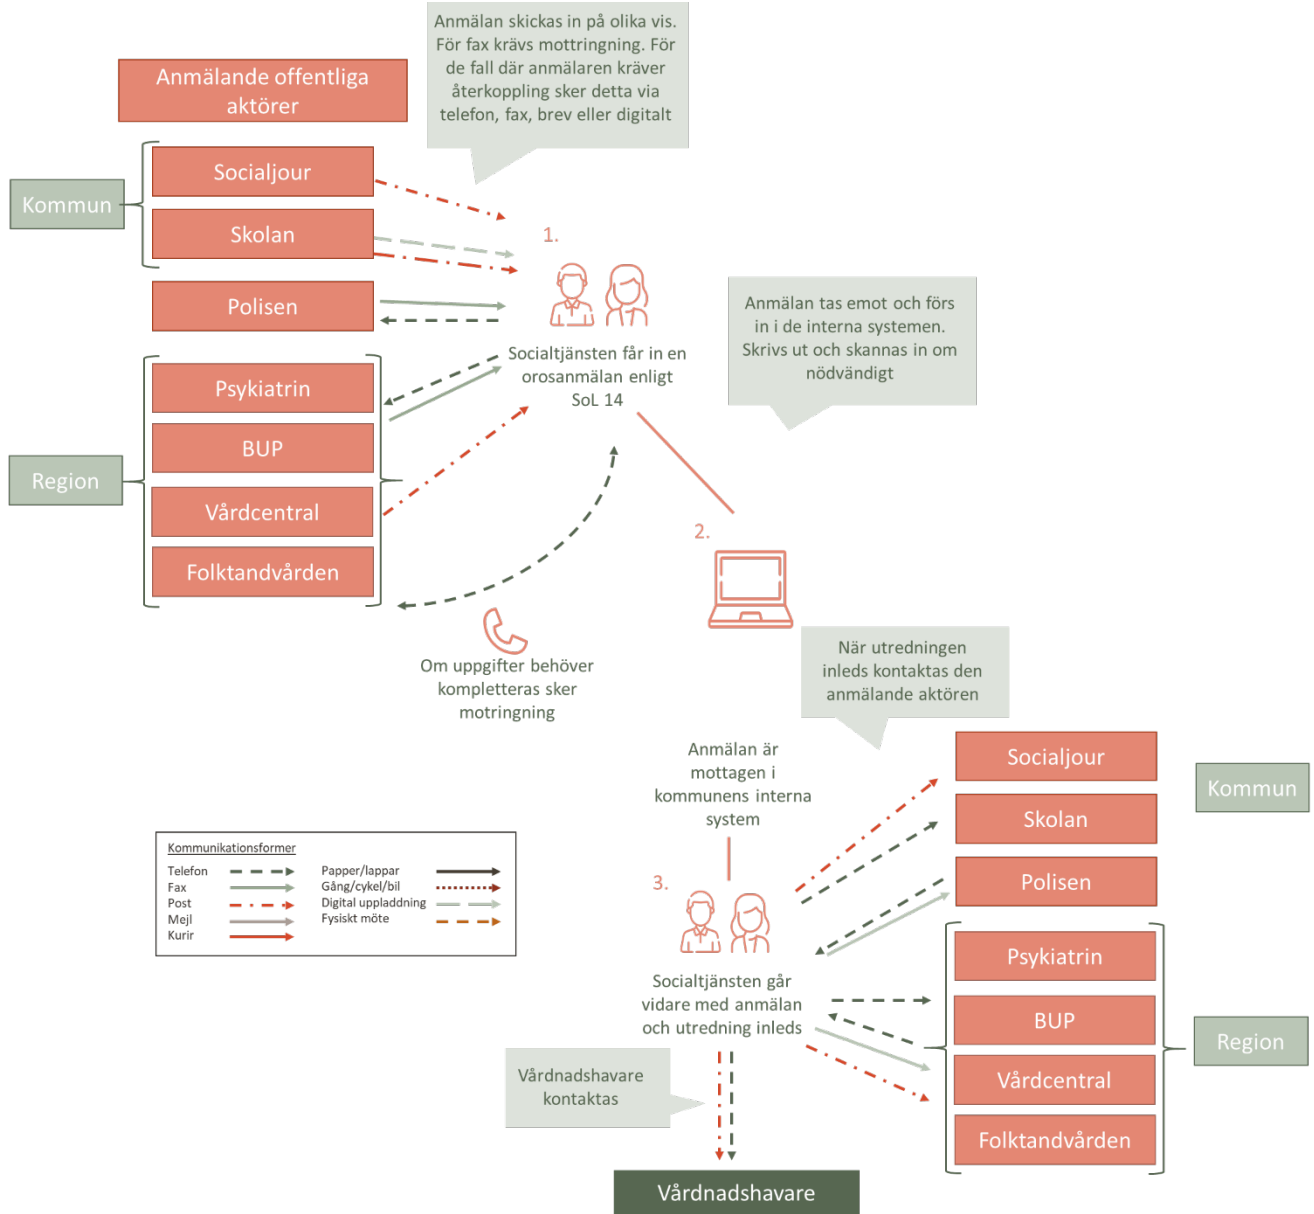 Anmälan skickas in på olika vis.
För fax krävs mottringning. För
de fall där anmälaren kräver
återkoppling sker detta via
telefon, fax, brev eller digitalt
Anmälande offentliga
aktörer
Kommun
Socialjour
Skolan
Polisen
Region
Psykiatrin
BUP
Vårdcentral
Folktandvården
1.
Socialtjänsten får in en
orosanmälan enligt
SoL 14
Anmälan tas emot och förs
in i de interna systemen.
Skrivs ut och skannas in om
nödvändigt
2.
Om uppgifter behöver
kompletteras sker
motringning
När utredningen
inleds kontaktas den
anmälande aktören
Anmälan är
mottagen i
kommunens interna
system
3.
Socialtjänsten går
vidare med anmälan
och utredning inleds
Socialjour
Skolan
Polisen
Kommun
Psykiatrin
BUP
Vårdcentral
Folktandvården
Region
Vårdnadshavare
kontaktas
Vårdnadshavare
Kommunikationsformer
Telefon
Fax
Post
Mejl
Kurir
Papper/lappar
Gång/cykel/bil
Digital uppladdning
Fysiskt möte